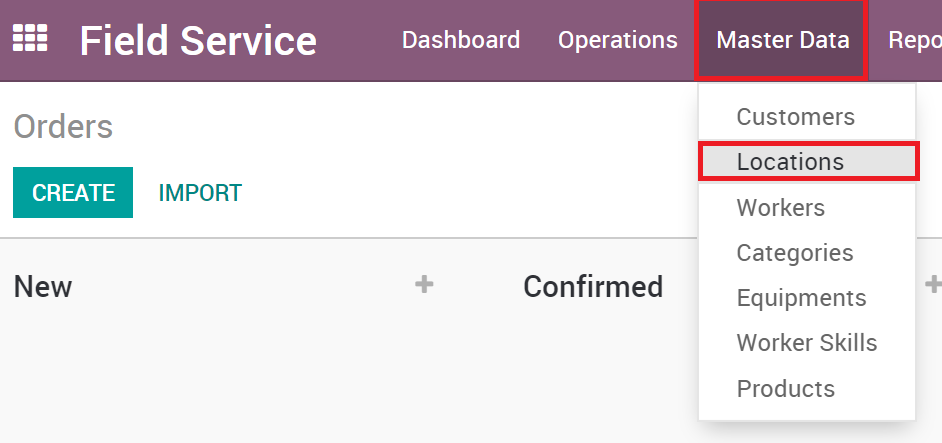 Field Service Dashboard Operations Master Data Repo
Orders
CREATE IMPORT
New Confirmed
Customers
Locations
Workers
Categories
Equipments
Worker Skills
Products